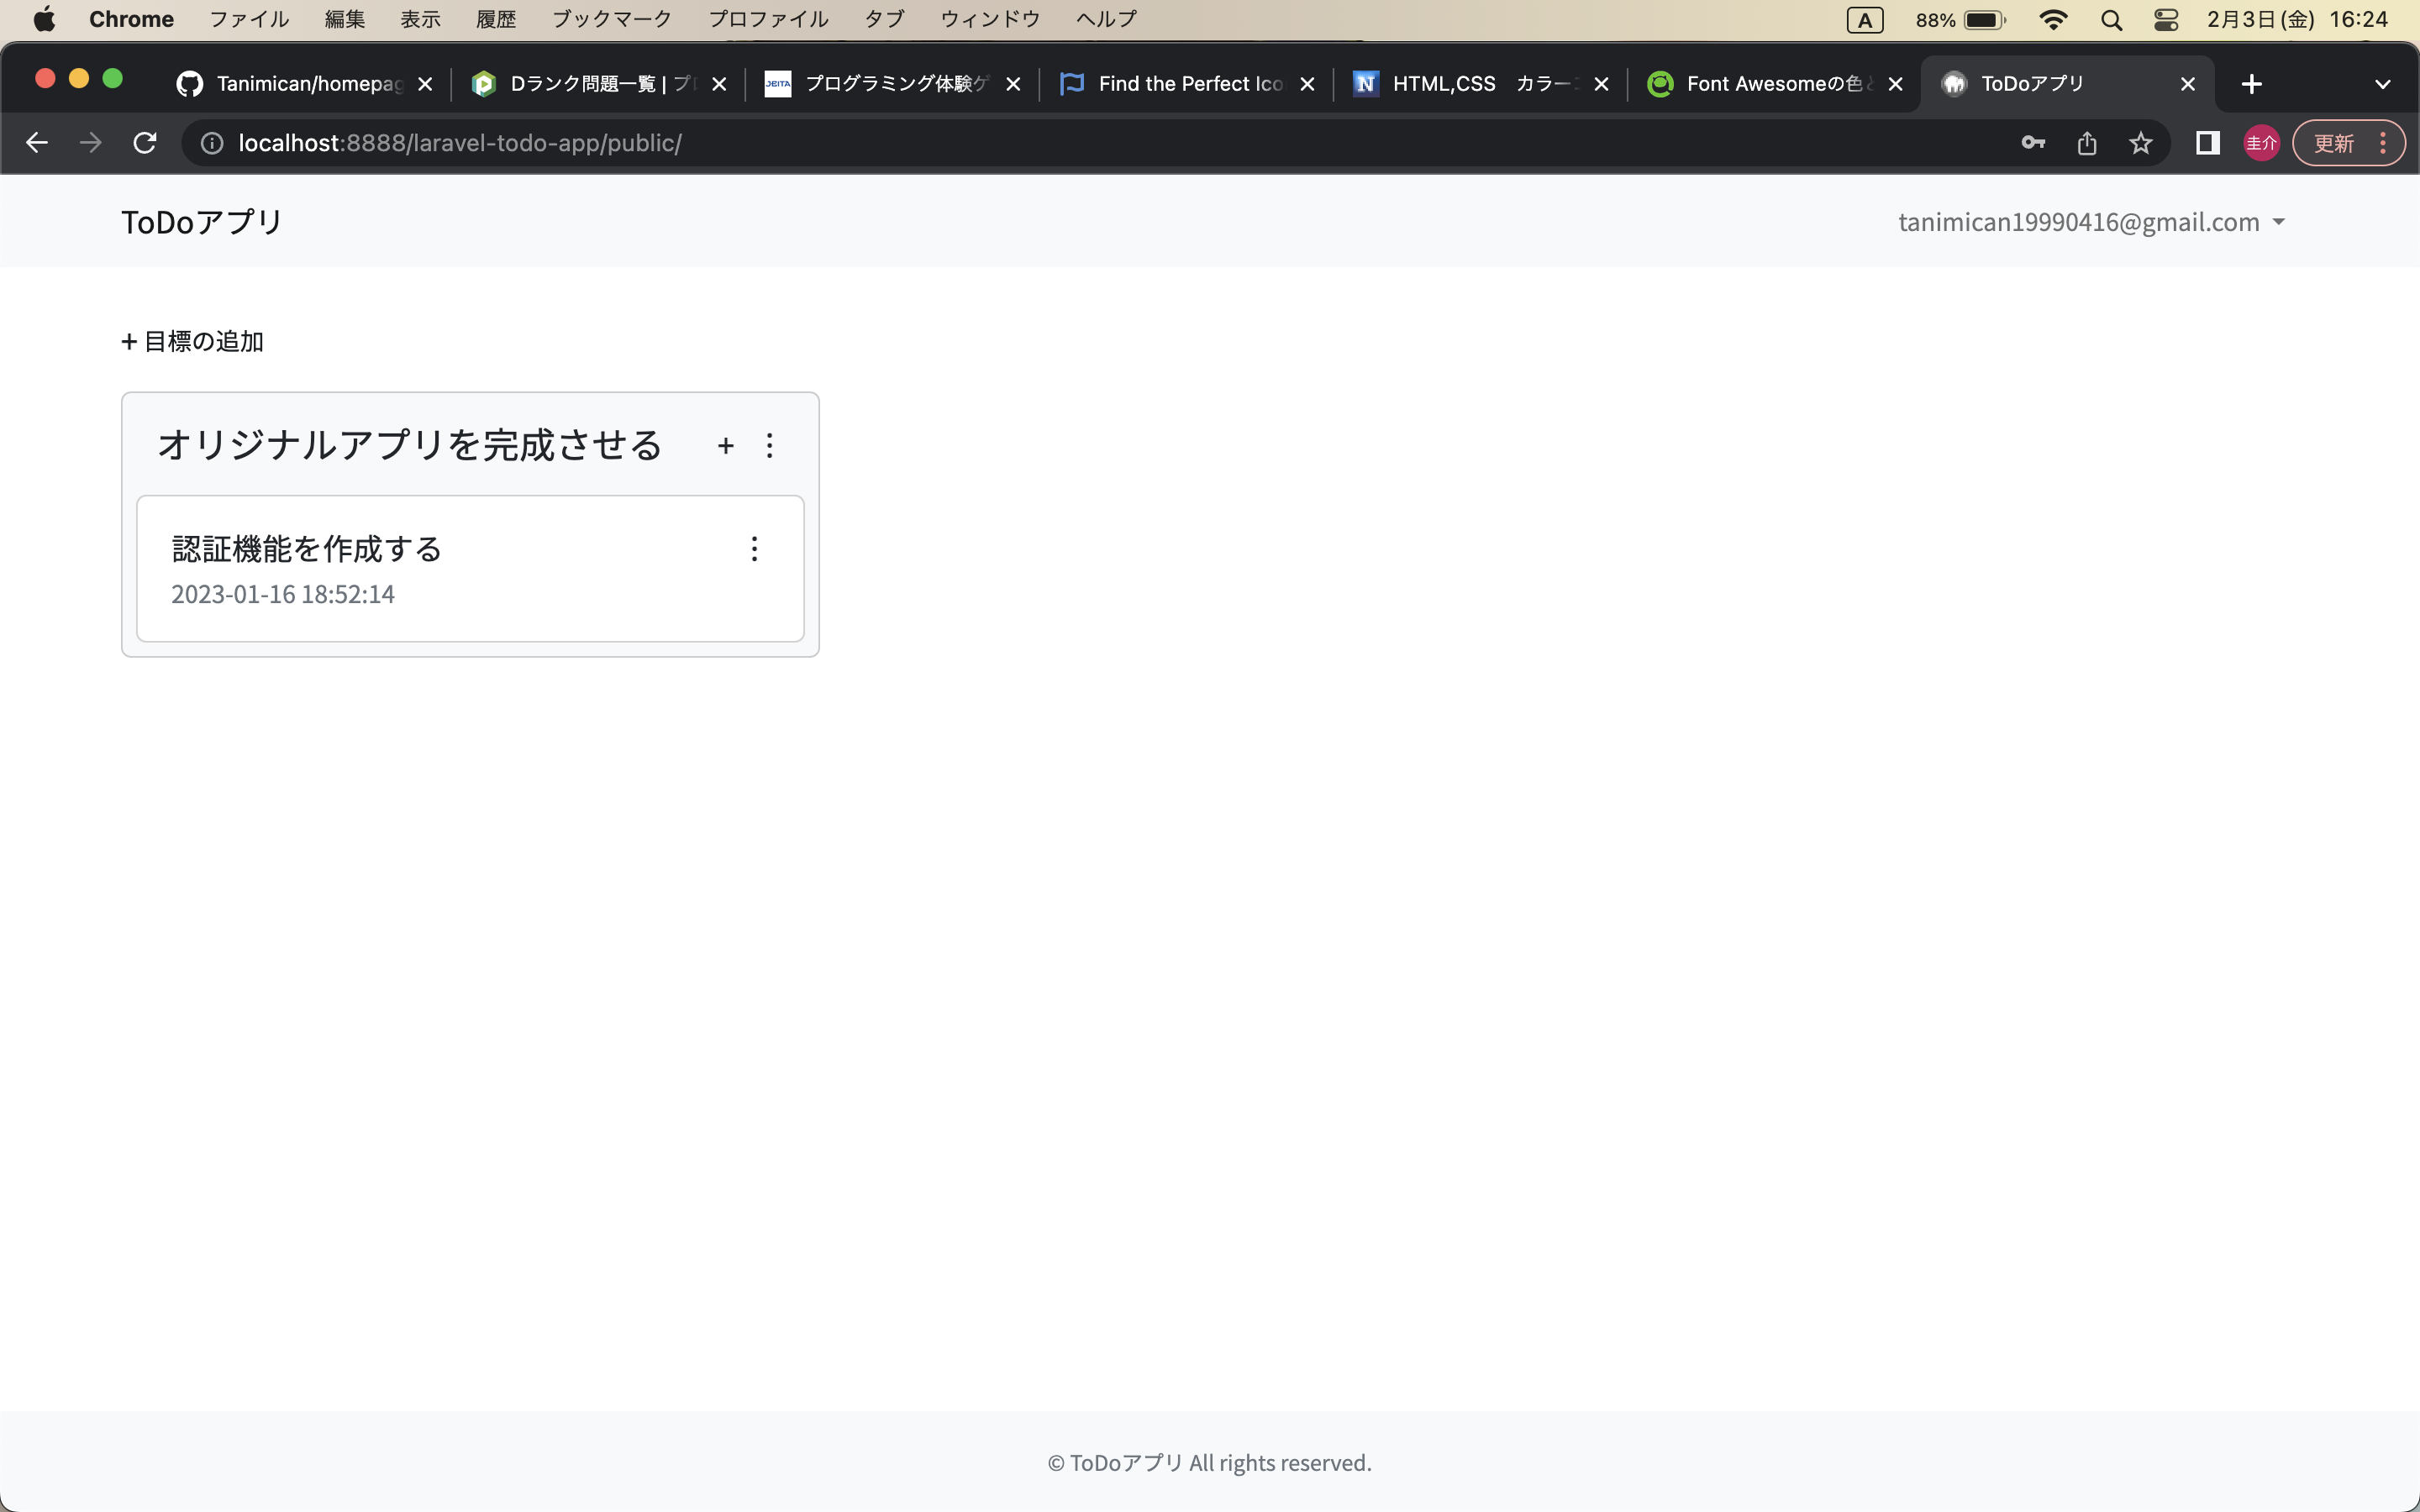 Chrome ファイル 編集 表示 履歴 ブックマーク プロファイル タブ ウィンドウ ヘルプ A 88% 2月3日(金) 16:24
Tanimican/homepag Dランク問題一覧 | プ JEITA プログラミング体験ゲ Find the Perfect Ico N HTML,CSS カラー Font Awesomeの色 ToDoアプリ
localhost:8888/laravel-todo-app/public/ 圭介 更新
ToDoアプリ tanimican19990416@gmail.com
+ 目標の追加
オリジナルアプリを完成させる +
認証機能を作成する
2023-01-16 18:52:14
© ToDoアプリ All rights reserved.